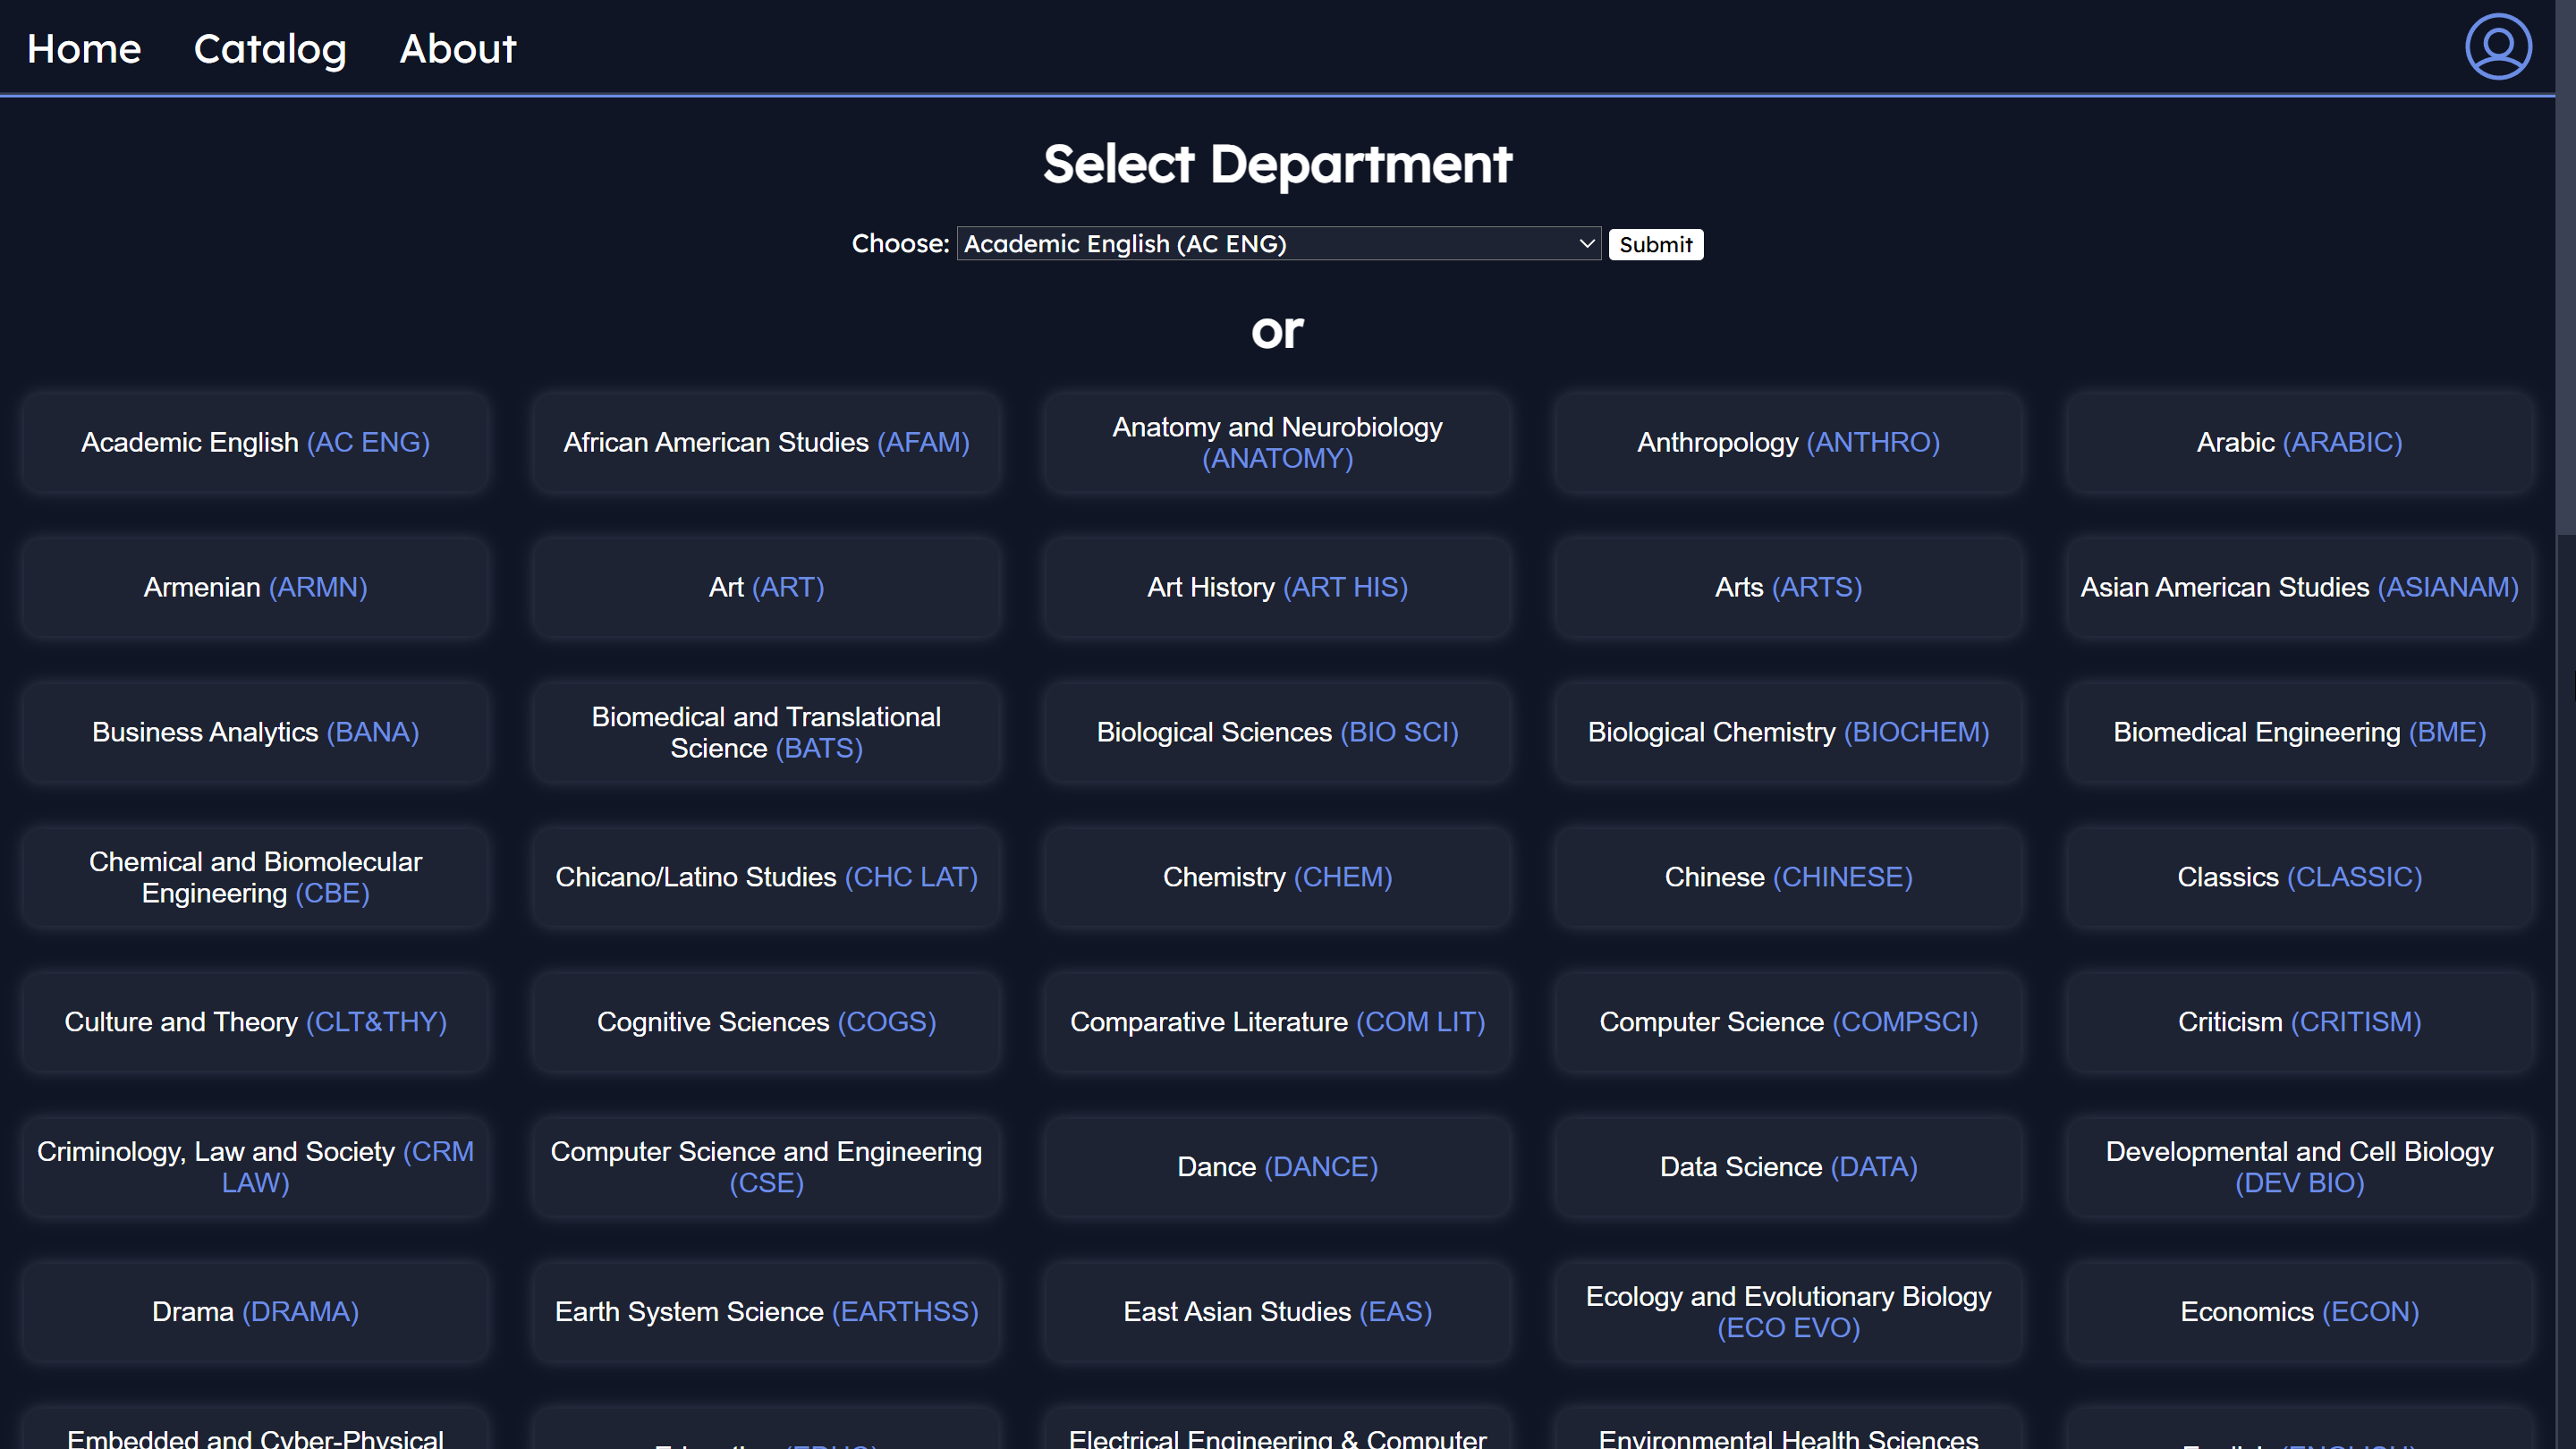 Home Catalog About
Select Department
Choose: Academic English (AC ENG) Submit
or
Academic English (AC ENG)
African American Studies (AFAM)
Anatomy and Neurobiology
(ANATOMY)
Anthropology (ANTHRO)
Arabic (ARABIC)
Armenian (ARMN)
Art (ART)
Art History (ART HIS)
Arts (ARTS)
Asian American Studies (ASIANAM)
Business Analytics (BANA)
Biomedical and Translational
Science (BATS)
Biological Sciences (BIO SCI)
Biological Chemistry (BIOCHEM)
Biomedical Engineering (BME)
Chemical and Biomolecular
Engineering (CBE)
Chicano/Latino Studies (CHC LAT)
Chemistry (CHEM)
Chinese (CHINESE)
Classics (CLASSIC)
Culture and Theory (CLT&THY)
Cognitive Sciences (COGS)
Comparative Literature (COM LIT)
Computer Science (COMPSCI)
Criticism (CRITISM)
Criminology, Law and Society (CRM
LAW)
Computer Science and Engineering
(CSE)
Dance (DANCE)
Data Science (DATA)
Developmental and Cell Biology
(DEV BIO)
Drama (DRAMA)
Earth System Science (EARTHSS)
East Asian Studies (EAS)
Ecology and Evolutionary Biology
(ECO EVO)
Economics (ECON)
Embedded and Cyber-Physical
Electrical Engineering & Computer
Environmental Health Sciences